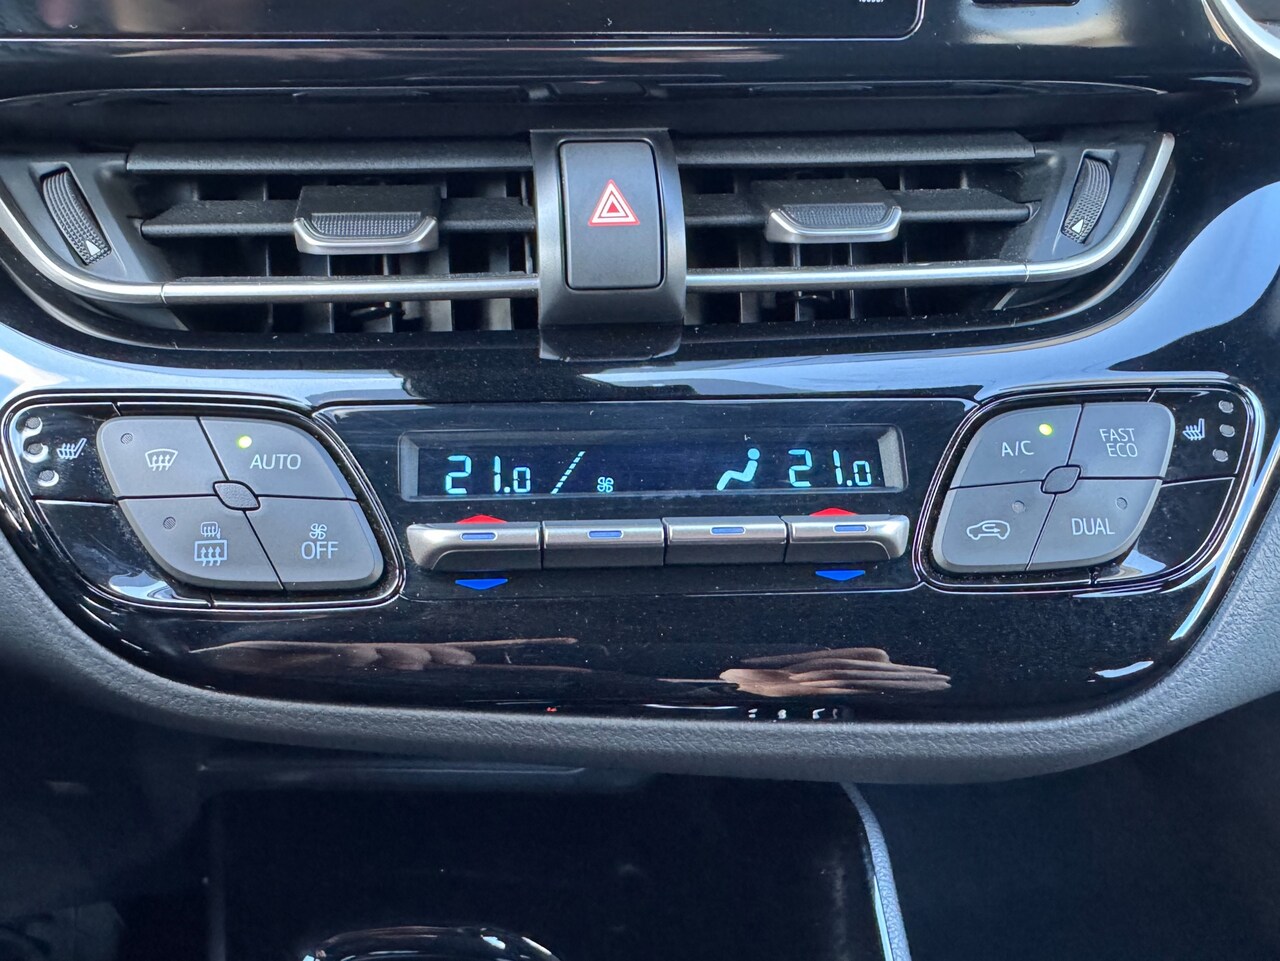 AUTO
OFF
21.0
21.0
A/C
FAST
ECO
DUAL